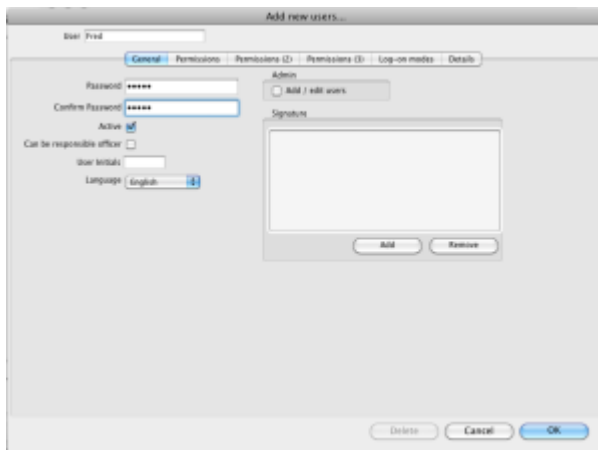 Add new users...
User Fred
General Permissions Permissions (2) Permissions (3) Log-on modes Details
Password •••••
Confirm Password •••••
Active
Can be responsible officer
User Initials
Language English
Admin
Add / edit users
Signature
Add Remove
Delete Cancel OK